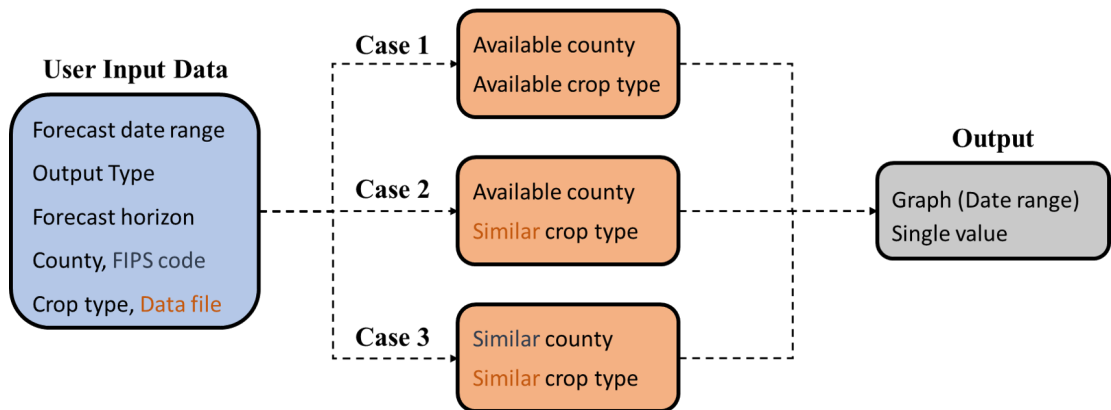 User Input Data
Forecast date range
Output Type
Forecast horizon
County, FIPS code
Crop type, Data file
Case 1
Available county
Available crop type
Case 2
Available county
Similar crop type
Case 3
Similar county
Similar crop type
Output
Graph (Date range)
Single value